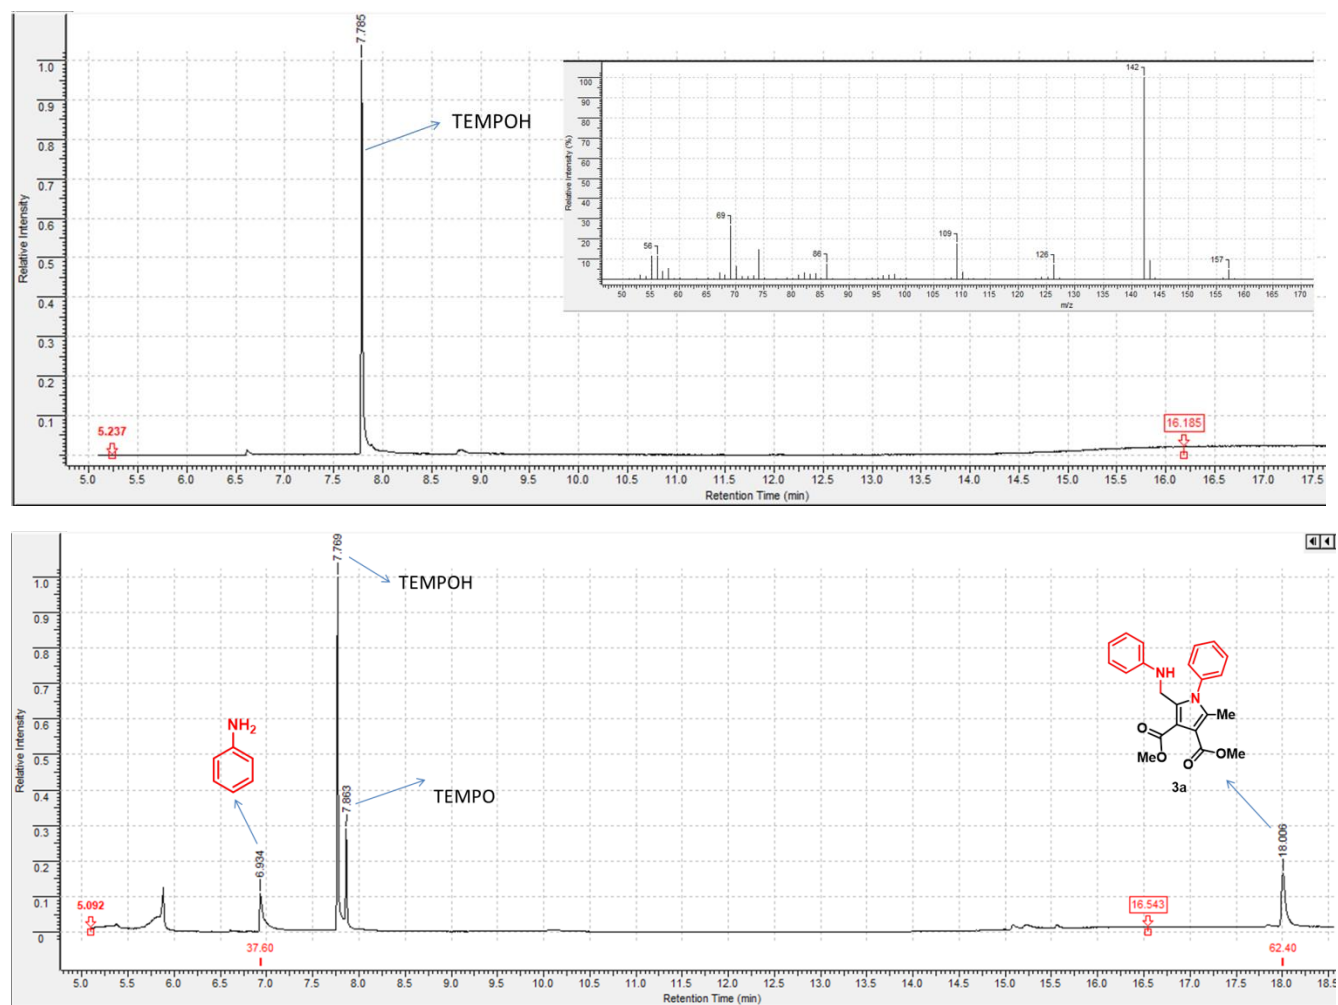 7.785
TEMPOH
1.0
0.9
0.8
0.7
0.6
0.5
0.4
0.3
0.2
0.1
Relative Intensity
5.237
16.185
5.0 5.5 6.0 6.5 7.0 7.5 8.0 8.5 9.0 9.5 10.0 10.5 11.0 11.5 12.0 12.5 13.0 13.5 14.0 14.5 15.0 15.5 16.0 16.5 17.0 17.5
Retention Time (min)
142
100
90
80
70
60
50
40
30
20
10
Relative Intensity (%)
56
69
86
109
126
157
50 55 60 65 70 75 80 85 90 95 100 105 110 115 120 125 130 135 140 145 150 155 160 165 170
m/z
7.769
TEMPOH
7.863
TEMPO
1.0
0.9
0.8
0.7
0.6
0.5
0.4
0.3
0.2
0.1
0
Relative Intensity
NH2
6.934
5.092
37.60
NH
N
Me
O
OMe
MeO
O
3a
18.006
16.543
62.40
5.0 5.5 6.0 6.5 7.0 7.5 8.0 8.5 9.0 9.5 10.0 10.5 11.0 11.5 12.0 12.5 13.0 13.5 14.0 14.5 15.0 15.5 16.0 16.5 17.0 17.5 18.0 18.5
Retention Time (min)